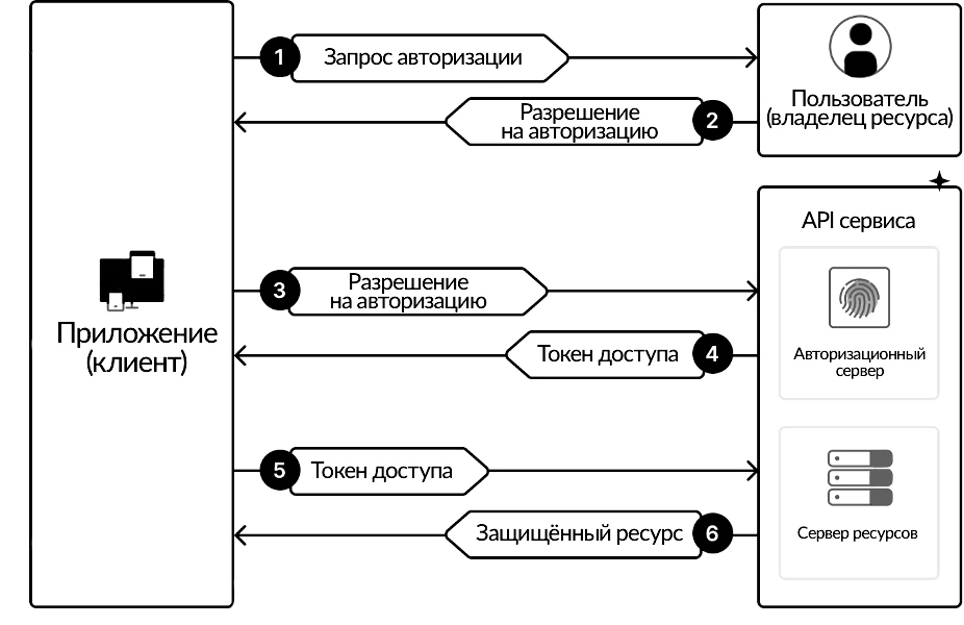 1
Запрос авторизации
Пользователь
(владелец ресурса)
Разрешение
на авторизацию
2
API сервиса
3
Разрешение
на авторизацию
Приложение
(клиент)
Токен доступа
4
Авторизационный
сервер
5
Токен доступа
Защищённый ресурс
6
Сервер ресурсов